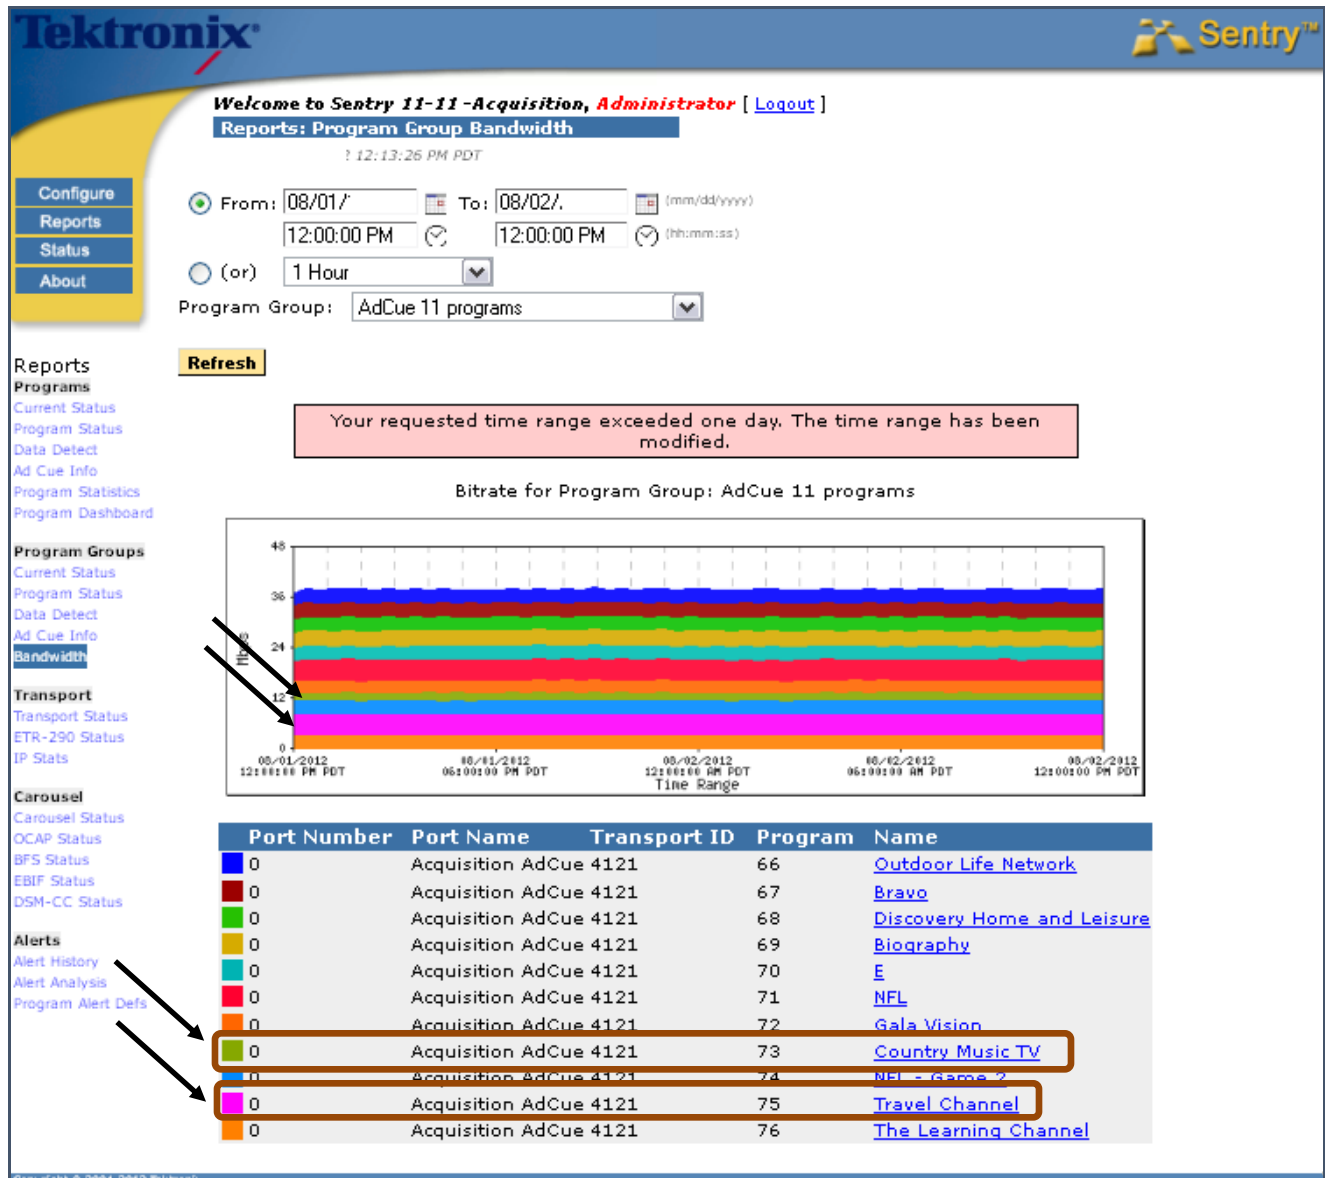 Tektronix
Sentry™
Welcome to Sentry 11-11 -Acquisition, Administrator [ Logout ]
Reports: Program Group Bandwidth
12:13:26 PM PDT
Configure
Reports
Status
About
From: 08/01/ To: 08/02/. (mm/dd/yyyy)
12:00:00 PM 12:00:00 PM (hh:mm:ss)
(or) 1 Hour
Program Group: AdCue 11 programs
Refresh
Reports
Programs
Current Status
Program Status
Data Detect
Ad Cue Info
Program Statistics
Program Dashboard
Program Groups
Current Status
Program Status
Data Detect
Ad Cue Info
Bandwidth
Transport
Transport Status
ETR-290 Status
IP Stats
Carousel
Carousel Status
OCAP Status
BFS Status
EBIF Status
DSM-CC Status
Alerts
Alert History
Alert Analysis
Program Alert Defs
Your requested time range exceeded one day. The time range has been
modified.
Bitrate for Program Group: AdCue 11 programs
48
36
24
12
0
Mbps
08/01/2012 08/01/2012 08/02/2012 08/02/2012 08/02/2012
12:00:00 PM PDT 06:00:00 PM PDT 12:00:00 AM PDT 06:00:00 AM PDT 12:00:00 PM PDT
Time Range
Port Number Port Name Transport ID Program Name
0 Acquisition AdCue 4121 66 Outdoor Life Network
0 Acquisition AdCue 4121 67 Bravo
0 Acquisition AdCue 4121 68 Discovery Home and Leisure
0 Acquisition AdCue 4121 69 Biography
0 Acquisition AdCue 4121 70 E
0 Acquisition AdCue 4121 71 NFL
0 Acquisition AdCue 4121 72 Gala Vision
0 Acquisition AdCue 4121 73 Country Music TV
0 Acquisition AdCue 4121 74 NFL - Game 2
0 Acquisition AdCue 4121 75 Travel Channel
0 Acquisition AdCue 4121 76 The Learning Channel